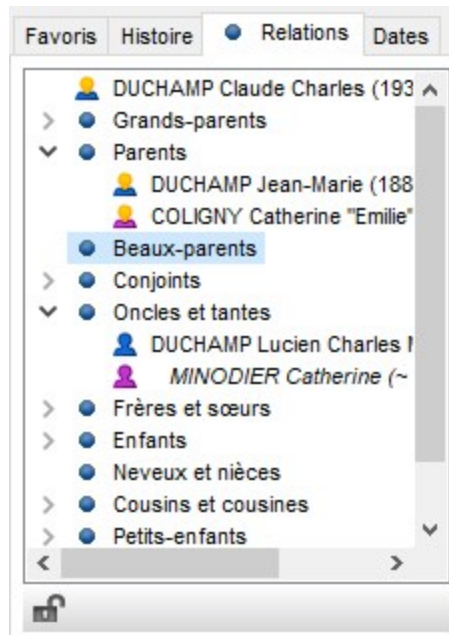 Favoris Histoire Relations Dates
DUCHAMP Claude Charles (193
Grands-parents
Parents
DUCHAMP Jean-Marie (188
COLIGNY Catherine "Emilie"
Beaux-parents
Conjoints
Oncles et tantes
DUCHAMP Lucien Charles
MINODIER Catherine (~
Frères et sœurs
Enfants
Neveux et nièces
Cousins et cousines
Petits-enfants